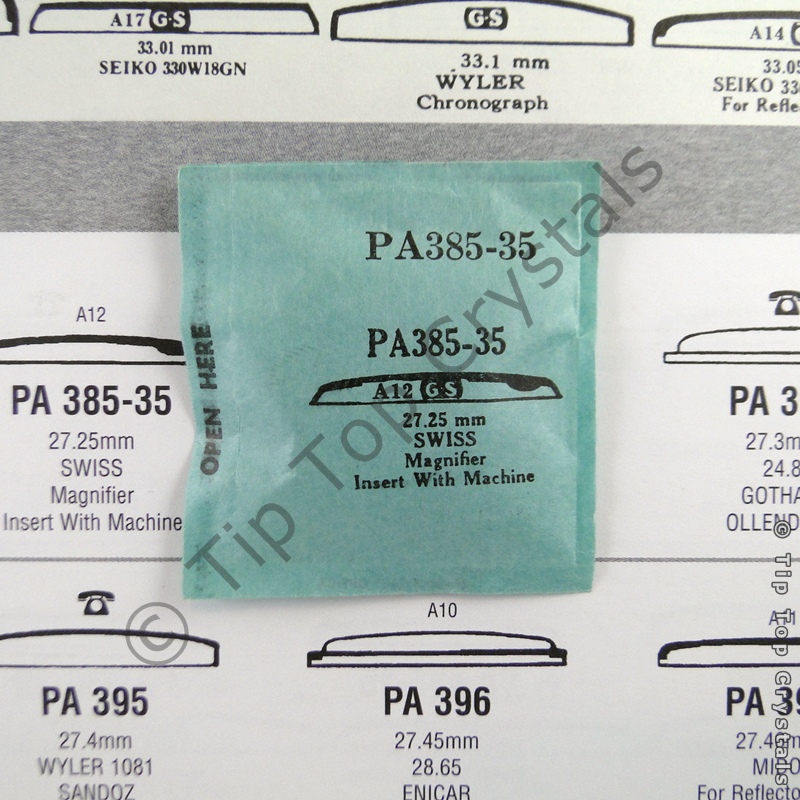 A17 G·S
33.01 mm
SEIKO 330W18GN
G·S
33.1 mm
WYLER
Chronograph
A14 G
33.05
SEIKO 33
For Refle
A12
PA 385-35
27.25mm
SWISS
Magnifier
Insert With Machine
OPEN HERE
PA385-35
PA385-35
A12 G·S
27.25 mm
SWISS
Magnifier
Insert With Machine
PA 3
27.3m
24.8
GOTHA
OLLEND
PA 395
27.4mm
WYLER 1081
SANDOZ
A10
PA 396
27.45mm
28.65
ENICAR
PA 39
27.4
MIDO
For Reflecto
© Tip Top Crystals
© Tip Top Crystals